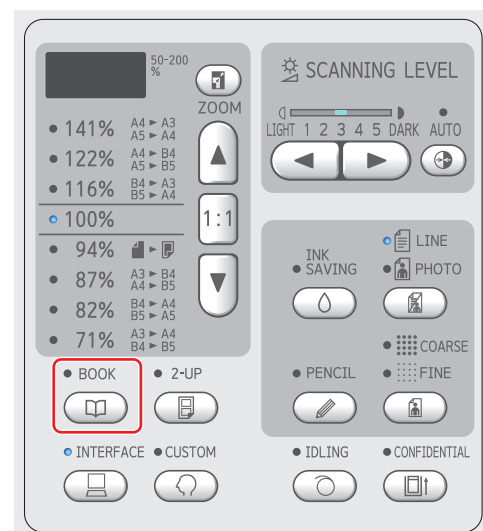 50-200
%
ZOOM
141% A4 ► A3
A5 ► A4
122% A4 ► B4
A5 ► B5
116% B4 ► A3
B5 ► A4
100%
94%
87% A3 ► B4
A4 ► B5
82% B4 ► A4
B5 ► A5
71% A3 ► A4
B4 ► B5
1:1
BOOK
2-UP
INTERFACE
CUSTOM
SCANNING LEVEL
LIGHT 1 2 3 4 5 DARK AUTO
INK
SAVING
LINE
PHOTO
PENCIL
COARSE
FINE
IDLING
CONFIDENTIAL